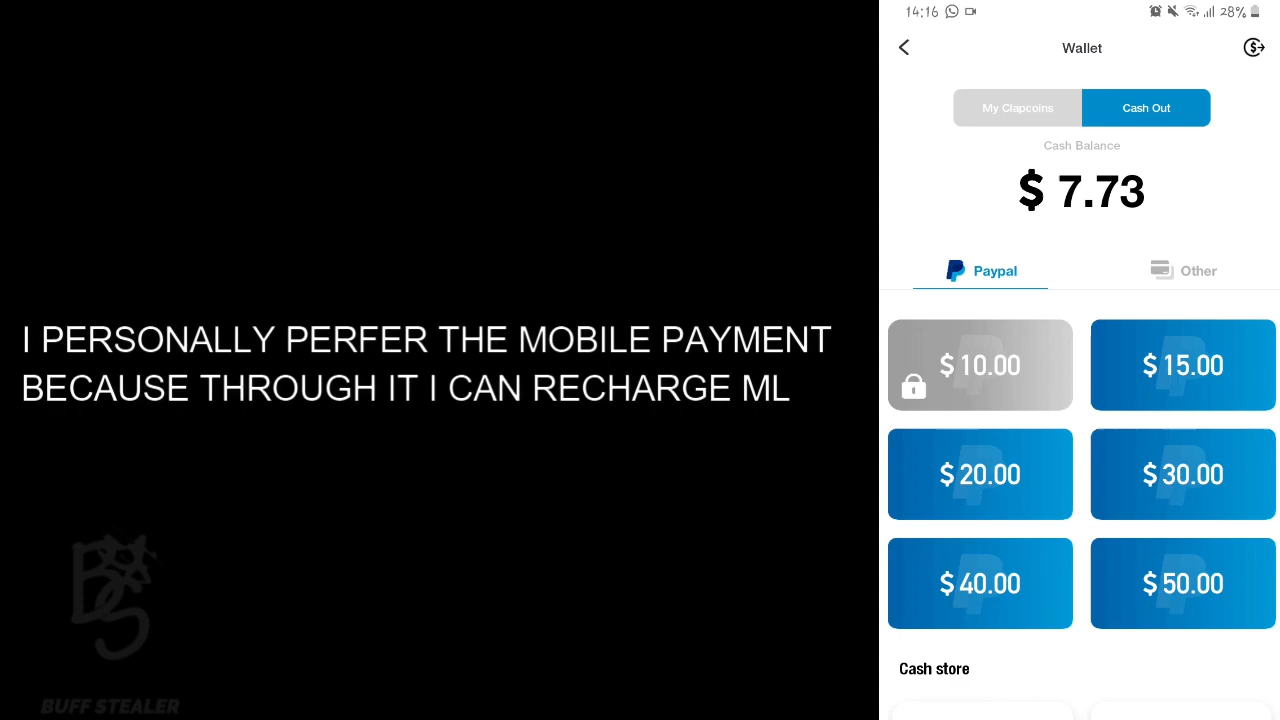 I PERSONALLY PERFER THE MOBILE PAYMENT
BECAUSE THROUGH IT I CAN RECHARGE ML
BS
BUFF STEALER
14:16
28%
Wallet
My Clapcoins
Cash Out
Cash Balance
$ 7.73
Paypal
Other
$ 10.00
$ 15.00
$ 20.00
$ 30.00
$ 40.00
$ 50.00
Cash store